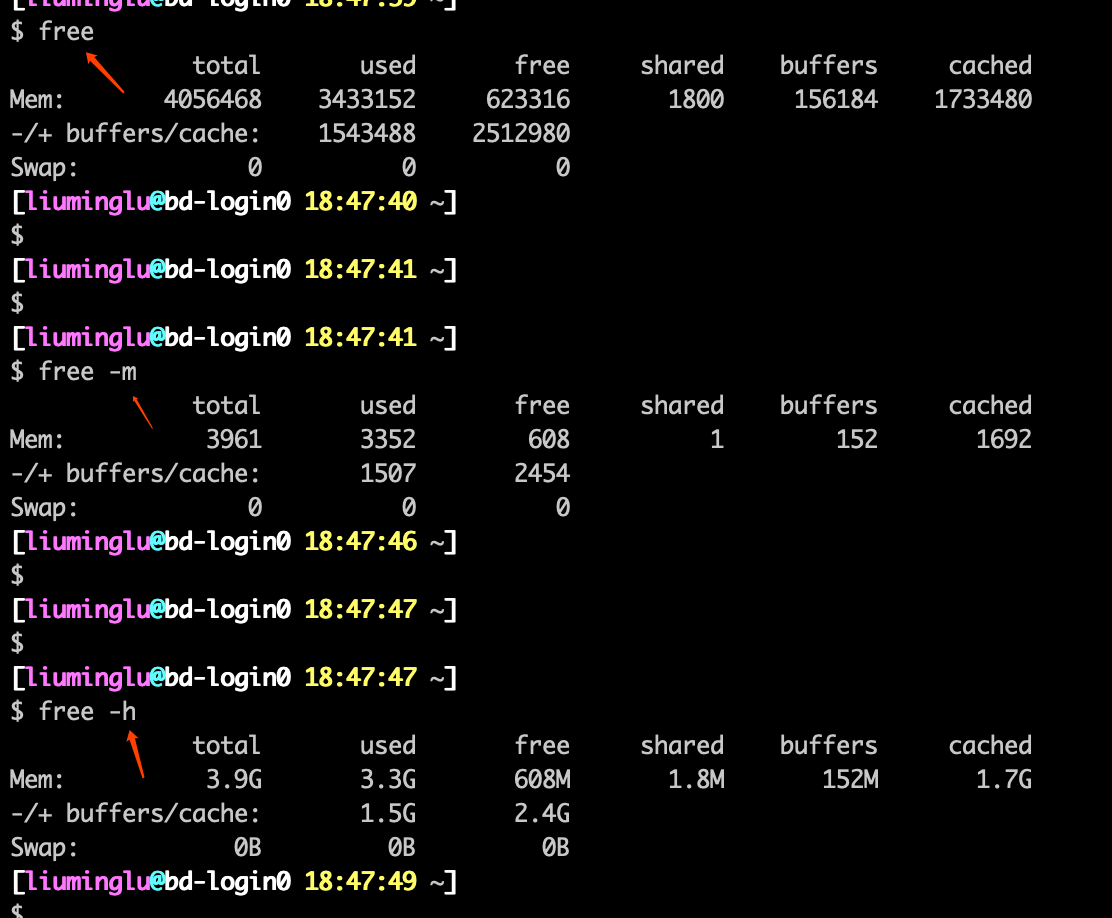 [liuminglu@bd-login0 18:47:39 ~]
$ free
total used free shared buffers cached
Mem: 4056468 3433152 623316 1800 156184 1733480
-/+ buffers/cache: 1543488 2512980
Swap: 0 0 0
[liuminglu@bd-login0 18:47:40 ~]
$
[liuminglu@bd-login0 18:47:41 ~]
$
[liuminglu@bd-login0 18:47:41 ~]
$ free -m
total used free shared buffers cached
Mem: 3961 3352 608 1 152 1692
-/+ buffers/cache: 1507 2454
Swap: 0 0 0
[liuminglu@bd-login0 18:47:46 ~]
$
[liuminglu@bd-login0 18:47:47 ~]
$
[liuminglu@bd-login0 18:47:47 ~]
$ free -h
total used free shared buffers cached
Mem: 3.9G 3.3G 608M 1.8M 152M 1.7G
-/+ buffers/cache: 1.5G 2.4G
Swap: 0B 0B 0B
[liuminglu@bd-login0 18:47:49 ~]
$